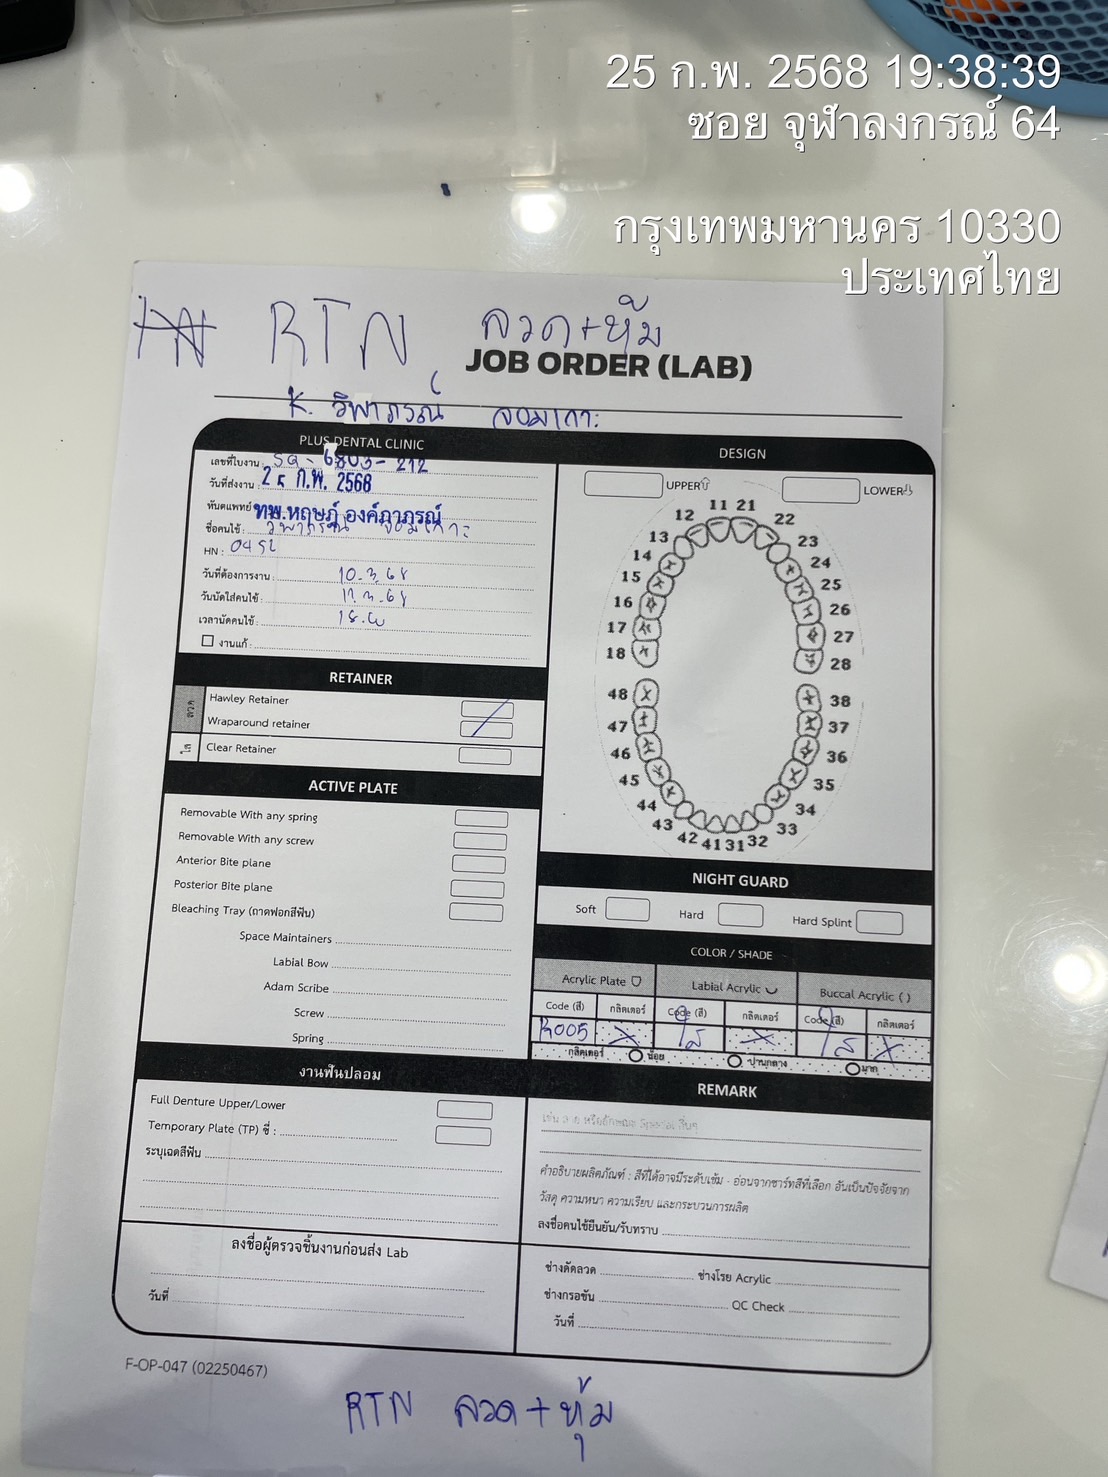 25 ก.พ. 2568 19:38:39
ซอย จุฬาลงกรณ์ 64
กรุงเทพมหานคร 10330
ประเทศไทย
RTN ลวด+หุ้ม
JOB ORDER (LAB)
K. วิพาภรณ์ จอมเกาะ
PLUS DENTAL CLINIC
เลขที่ใบงาน : SQ-6803-212
วันที่ส่งงาน : 25 ก.พ. 2568
ทันตแพทย์ ทพ.หฤษฎ์ องค์ฎาภรณ์
ชื่อคนไข้ : วิพาภรณ์ จอมเกาะ
HN :
วันที่ต้องการงาน : 10.3.68
วันนัดใส่คนไข้ :
เวลานัดคนไข้ :
งานแก้ :
RETAINER
ลวด
Hawley Retainer
Wraparound retainer
ใส
Clear Retainer
ACTIVE PLATE
Removable With any spring
Removable With any screw
Anterior Bite plane
Posterior Bite plane
Bleaching Tray (ถาดฟอกสีฟัน)
Space Maintainers
Labial Bow
Adam Scribe
Screw
Spring
งานฟันปลอม
Full Denture Upper/Lower
Temporary Plate (TP) ซี่ :
ระบุเฉดสีฟัน
ลงชื่อผู้ตรวจชิ้นงานก่อนส่ง Lab
วันที่
DESIGN
UPPER LOWER
11 21
12 22
13 23
14 24
15 25
16 26
17 27
18 28
48 38
47 37
46 36
45 35
44 34
43 33
42 41 31 32
NIGHT GUARD
Soft Hard Hard Splint
COLOR / SHADE
Acrylic Plate Labial Acrylic Buccal Acrylic ( )
Code (สี) กลิตเตอร์ Code (สี) กลิตเตอร์ Code (สี) กลิตเตอร์
R005 X ใส X ใส X
กลิตเตอร์ น้อย ปานกลาง มาก
REMARK
เช่น ลาย หรือลักษณะ Special อื่นๆ
คำอธิบายผลิตภัณฑ์ : สีที่ได้อาจมีระดับเข้ม - อ่อนจากชาร์ทสีที่เลือก อันเป็นปัจจัยจาก
วัสดุ ความหนา ความเรียบ และกระบวนการผลิต
ลงชื่อคนไข้ยืนยัน/รับทราบ
ช่างดัดลวด ช่างโรย Acrylic
ช่างกรอขัน QC Check
วันที่
F-OP-047 (02250467)
RTN ลวด+หุ้ม